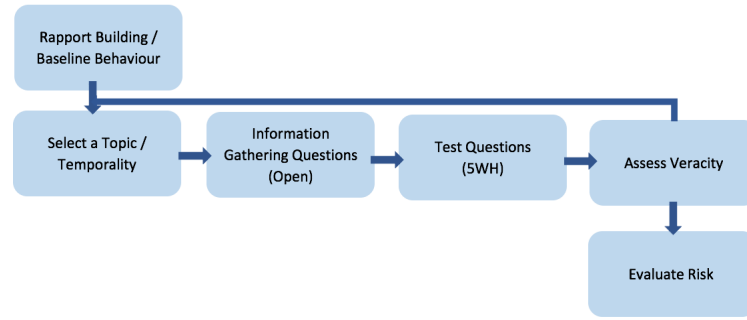 Rapport Building /
Baseline Behaviour
Select a Topic /
Temporality
Information
Gathering Questions
(Open)
Test Questions
(5WH)
Assess Veracity
Evaluate Risk